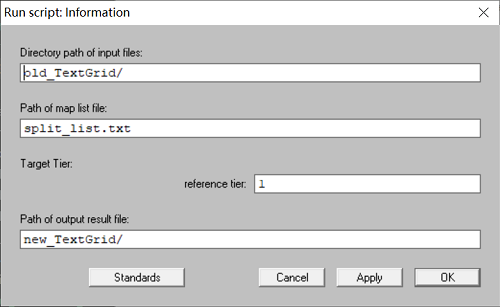 Run script: Information
Directory path of input files:
old_TextGrid/
Path of map list file:
split_list.txt
Target Tier:
reference tier: 1
Path of output result file:
new_TextGrid/
Standards Cancel Apply OK